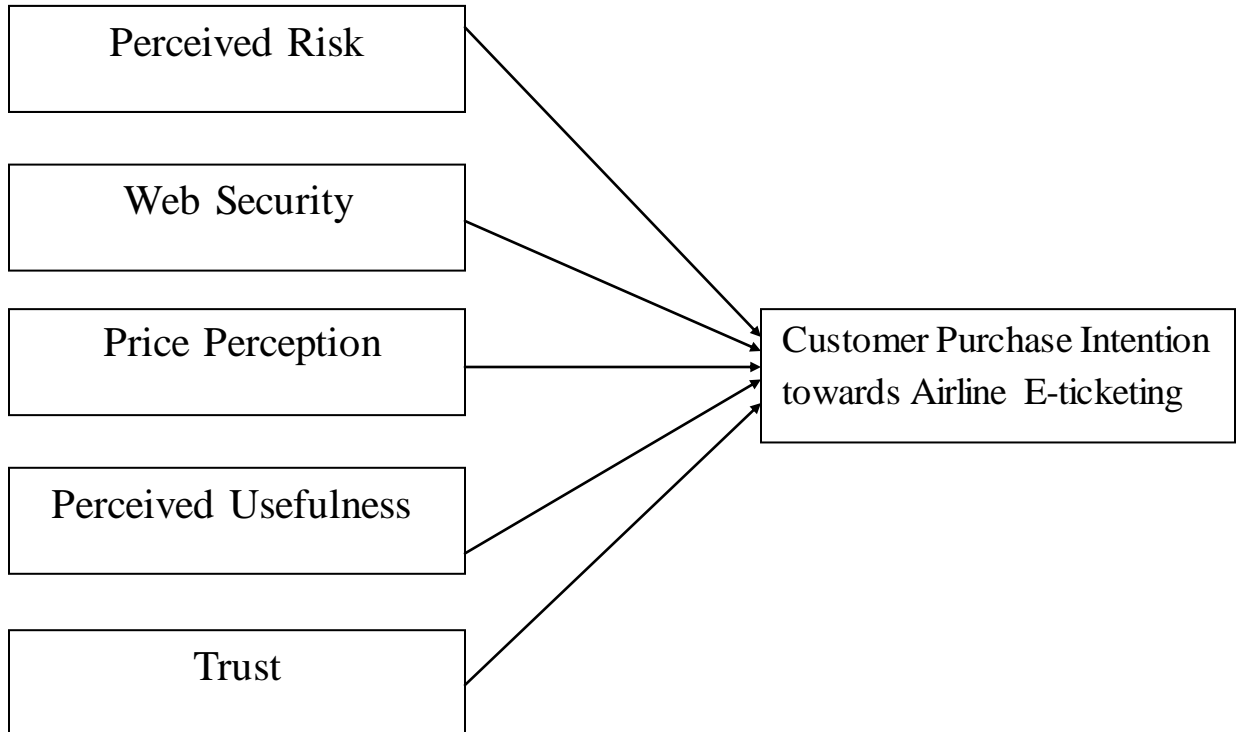 Perceived Risk
Web Security
Price Perception
Perceived Usefulness
Trust
Customer Purchase Intention
towards Airline E-ticketing